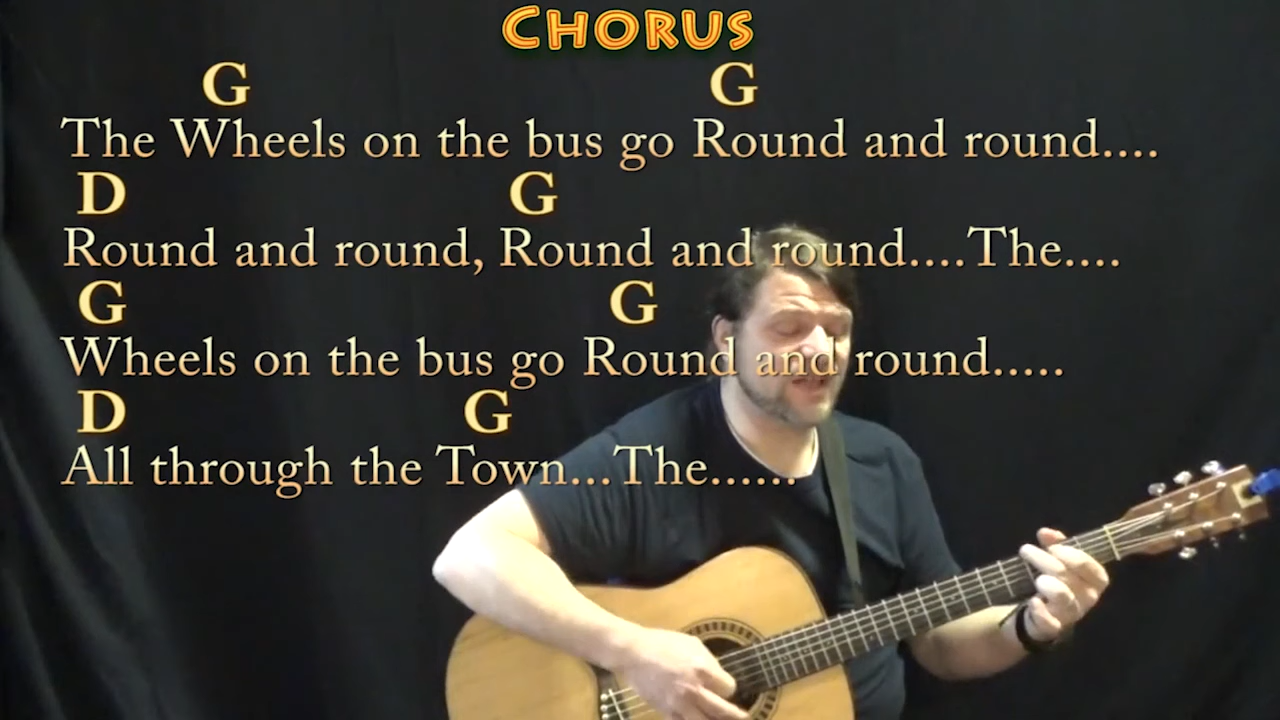 CHORUS
G G
The Wheels on the bus go Round and round....
D G
Round and round, Round and round....The....
G G
Wheels on the bus go Round and round.....
D G
All through the Town...The......